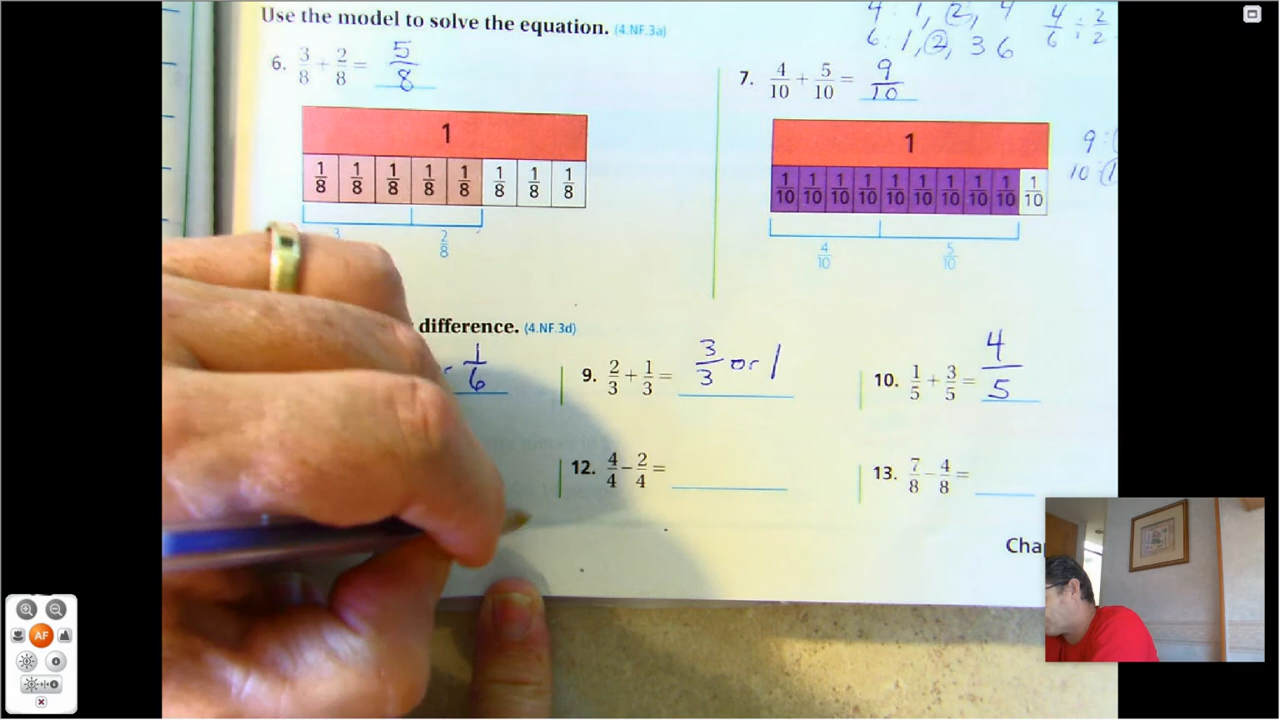 Use the model to solve the equation. (4.NF.3a)
4: 1, 2, 4 4/6 ÷ 2/2
6: 1, 2, 3 6
6. 3/8 + 2/8 = 5/8
7. 4/10 + 5/10 = 9/10
1
1/8 1/8 1/8 1/8 1/8 1/8 1/8 1/8
2/8
1
1/10 1/10 1/10 1/10 1/10 1/10 1/10 1/10 1/10 1/10
4/10 5/10
9:
10:
difference. (4.NF.3d)
1/6
9. 2/3 + 1/3 = 3/3 or 1
10. 1/5 + 3/5 = 4/5
12. 4/4 − 2/4 =
13. 7/8 − 4/8 =
AF